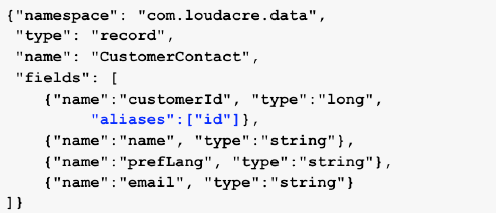 {"namespace": "com.loudacre.data",
"type": "record",
"name": "CustomerContact",
"fields": [
{"name":"customerId", "type":"long",
"aliases":["id"]},
{"name":"name", "type":"string"},
{"name":"prefLang", "type":"string"},
{"name":"email", "type":"string"}
]}